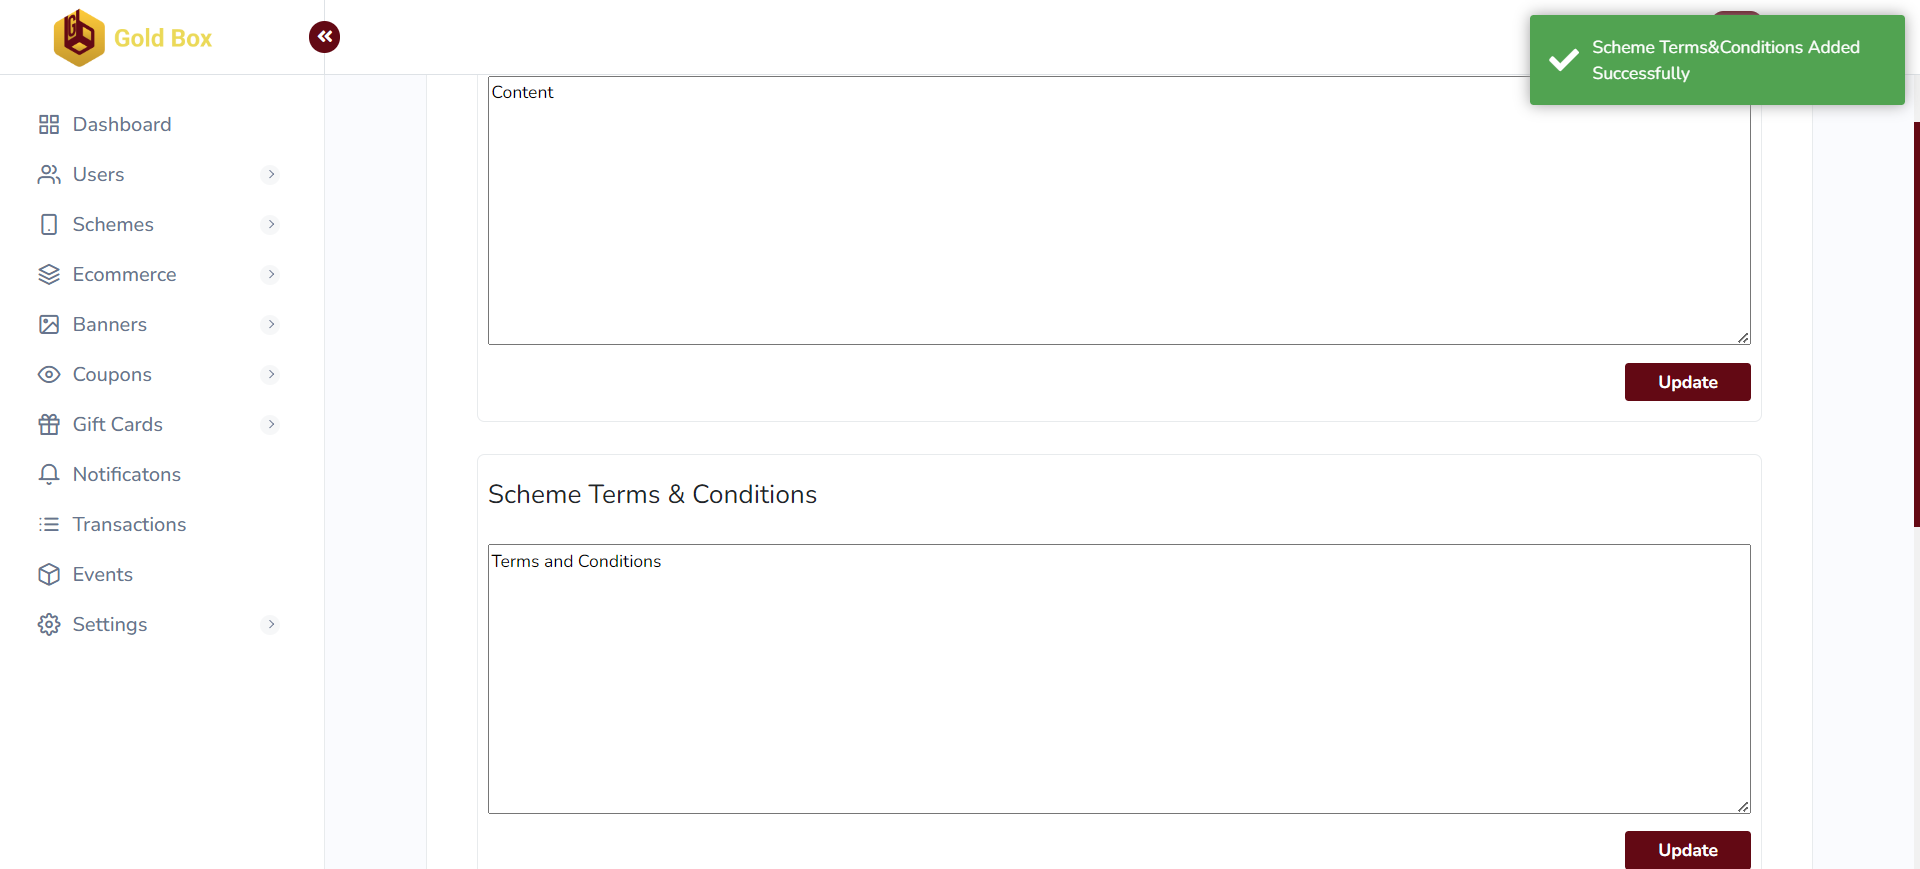 Gold Box
Scheme Terms&Conditions Added
Successfully
Dashboard
Users
Schemes
Ecommerce
Banners
Coupons
Gift Cards
Notificatons
Transactions
Events
Settings
Content
Update
Scheme Terms & Conditions
Terms and Conditions
Update